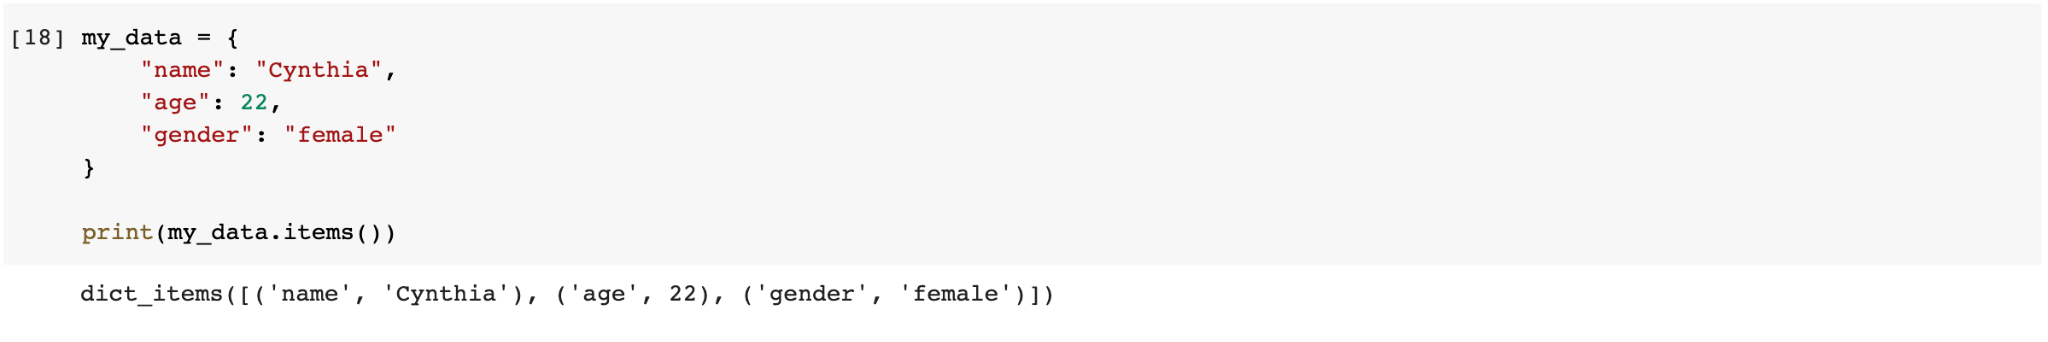 [18] my_data = {
    "name": "Cynthia",
    "age": 22,
    "gender": "female"
}
print(my_data.items())
dict_items([('name', 'Cynthia'), ('age', 22), ('gender', 'female')])